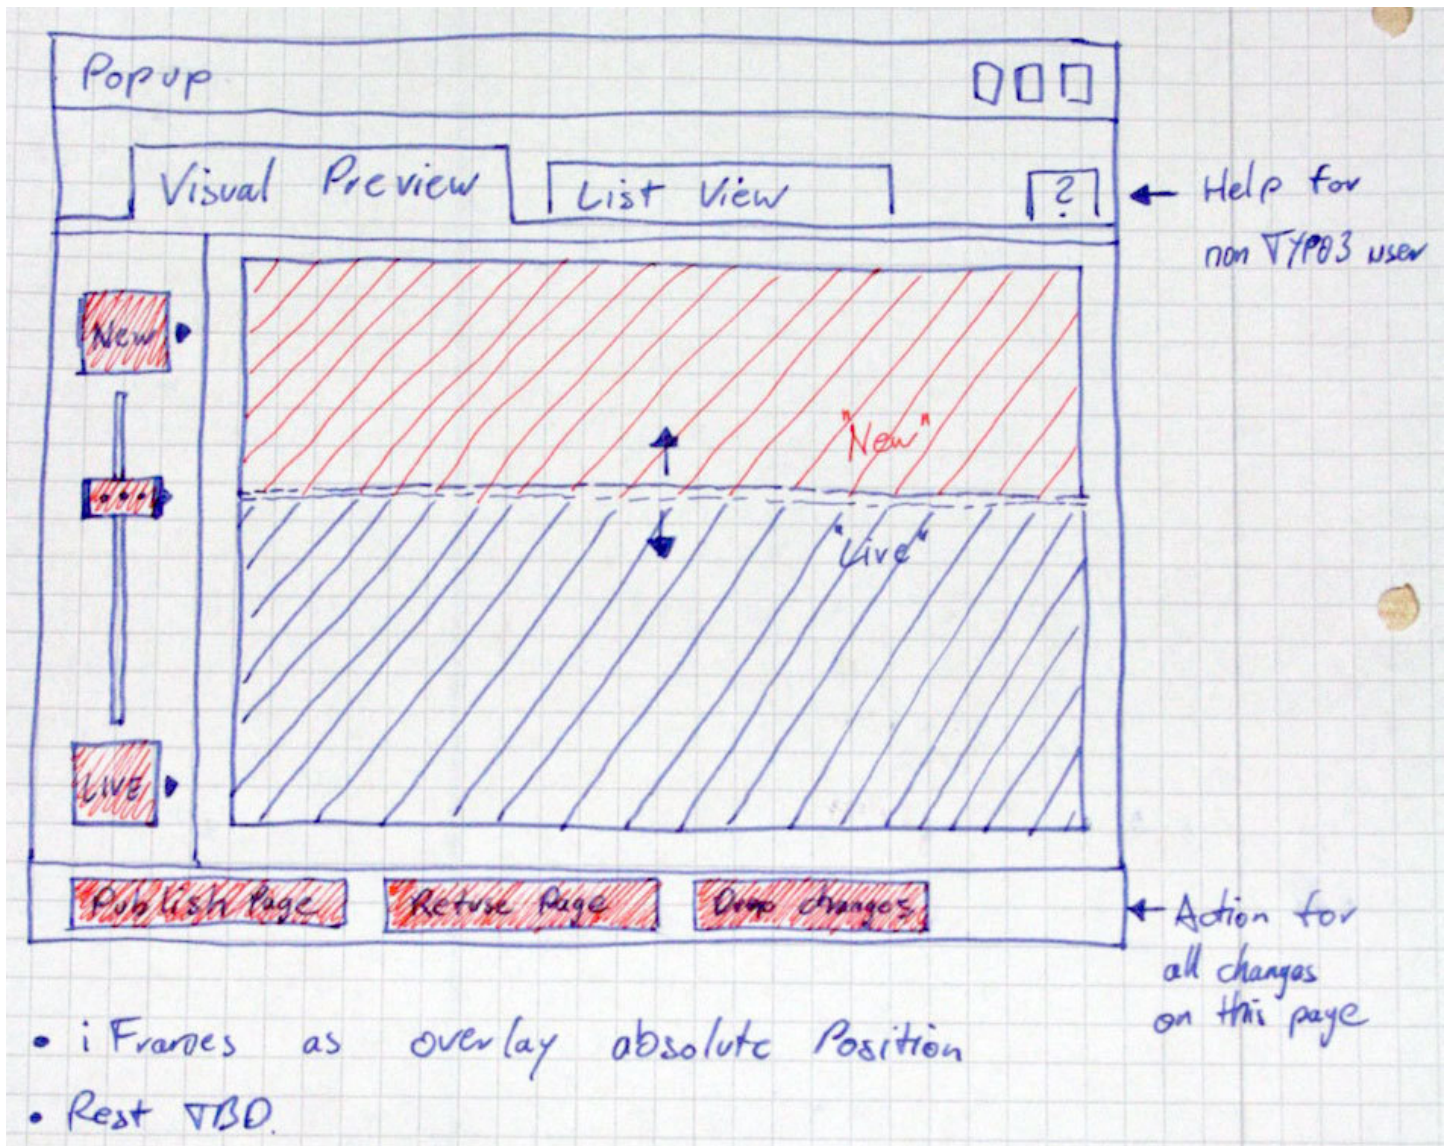 Popup
Visual Preview
List View
?
Help for
non TYPO3 user
New
"New"
"Live"
LIVE
Publish Page
Refuse Page
Drop changes
Action for
all changes
on this page
• iFrames as overlay absolute Position
• Rest TBD.